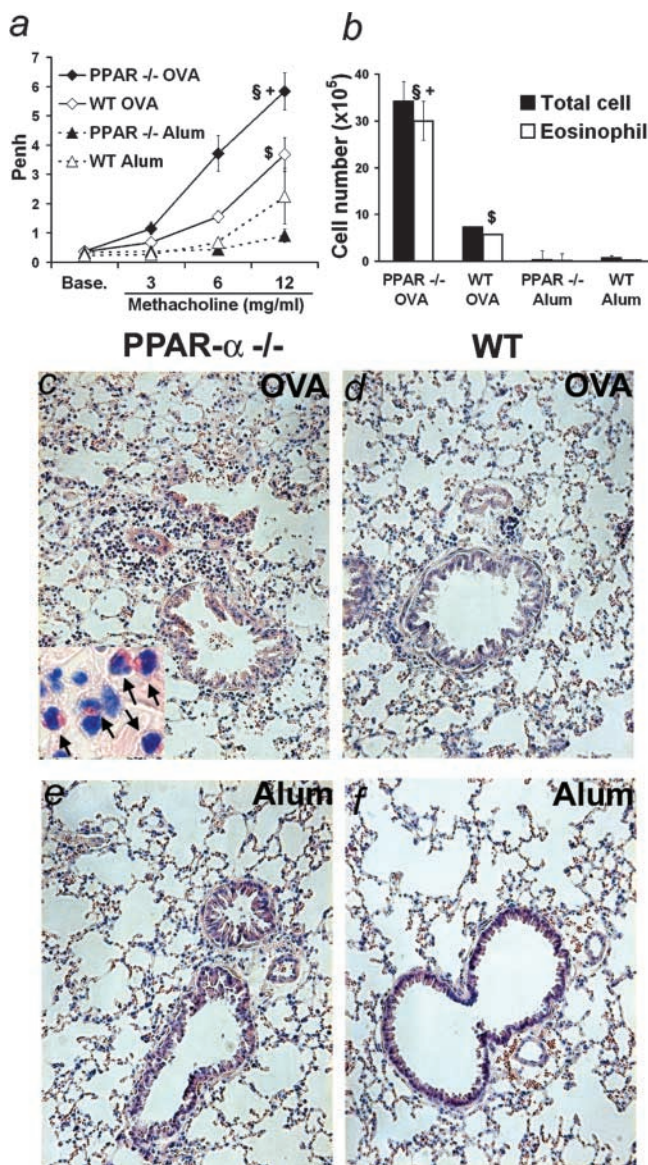 a
7
6
5
4
3
2
1
0
Penh
PPAR -/- OVA
WT OVA
PPAR -/- Alum
WT Alum
§ +
$
Base. 3 6 12
Methacholine (mg/ml)
b
40
30
20
10
0
Cell number (x10⁵)
§ +
$
Total cell
Eosinophil
PPAR -/- OVA
WT OVA
PPAR -/- Alum
WT Alum
PPAR-α -/- WT
c OVA
d OVA
e Alum
f Alum